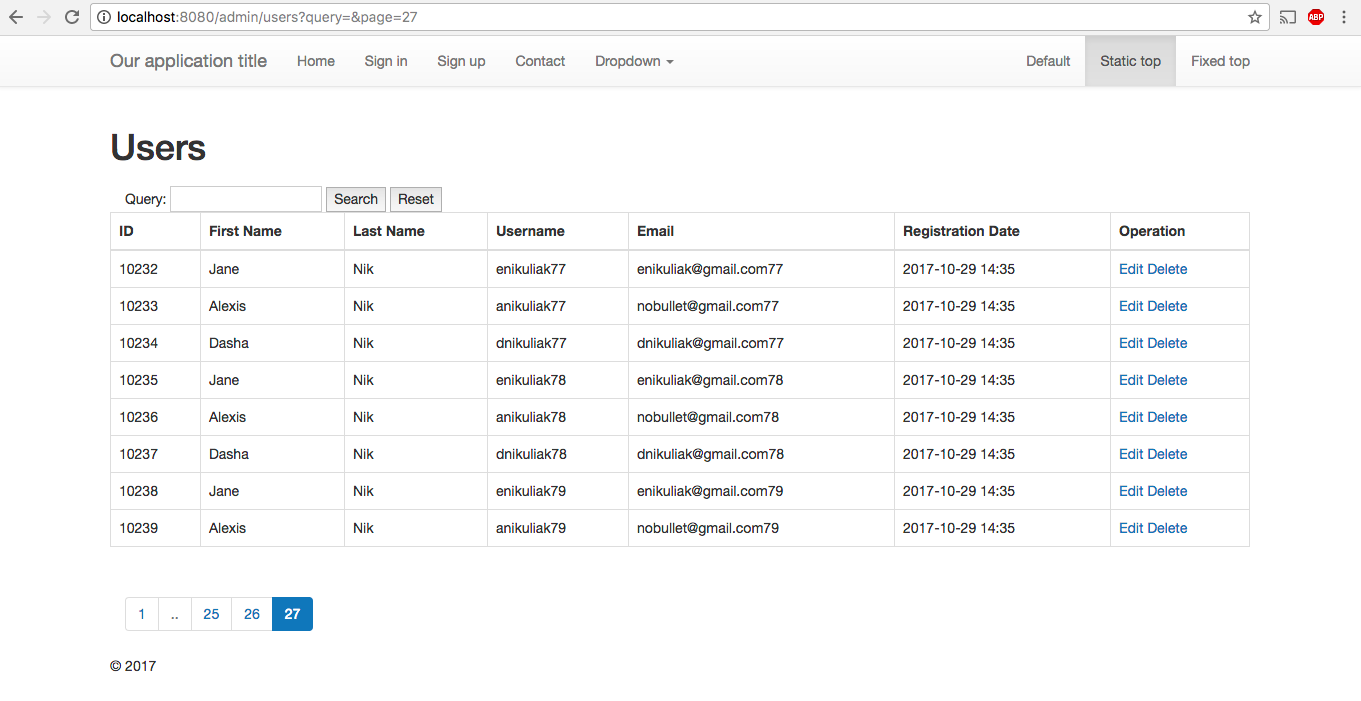 localhost:8080/admin/users?query=&page=27
ABP
Our application title Home Sign in Sign up Contact Dropdown Default Static top Fixed top
Users
Query: Search Reset
ID First Name Last Name Username Email Registration Date Operation
10232 Jane Nik enikuliak77 enikuliak@gmail.com77 2017-10-29 14:35 Edit Delete
10233 Alexis Nik anikuliak77 nobullet@gmail.com77 2017-10-29 14:35 Edit Delete
10234 Dasha Nik dnikuliak77 dnikuliak@gmail.com77 2017-10-29 14:35 Edit Delete
10235 Jane Nik enikuliak78 enikuliak@gmail.com78 2017-10-29 14:35 Edit Delete
10236 Alexis Nik anikuliak78 nobullet@gmail.com78 2017-10-29 14:35 Edit Delete
10237 Dasha Nik dnikuliak78 dnikuliak@gmail.com78 2017-10-29 14:35 Edit Delete
10238 Jane Nik enikuliak79 enikuliak@gmail.com79 2017-10-29 14:35 Edit Delete
10239 Alexis Nik anikuliak79 nobullet@gmail.com79 2017-10-29 14:35 Edit Delete
1 .. 25 26 27
© 2017